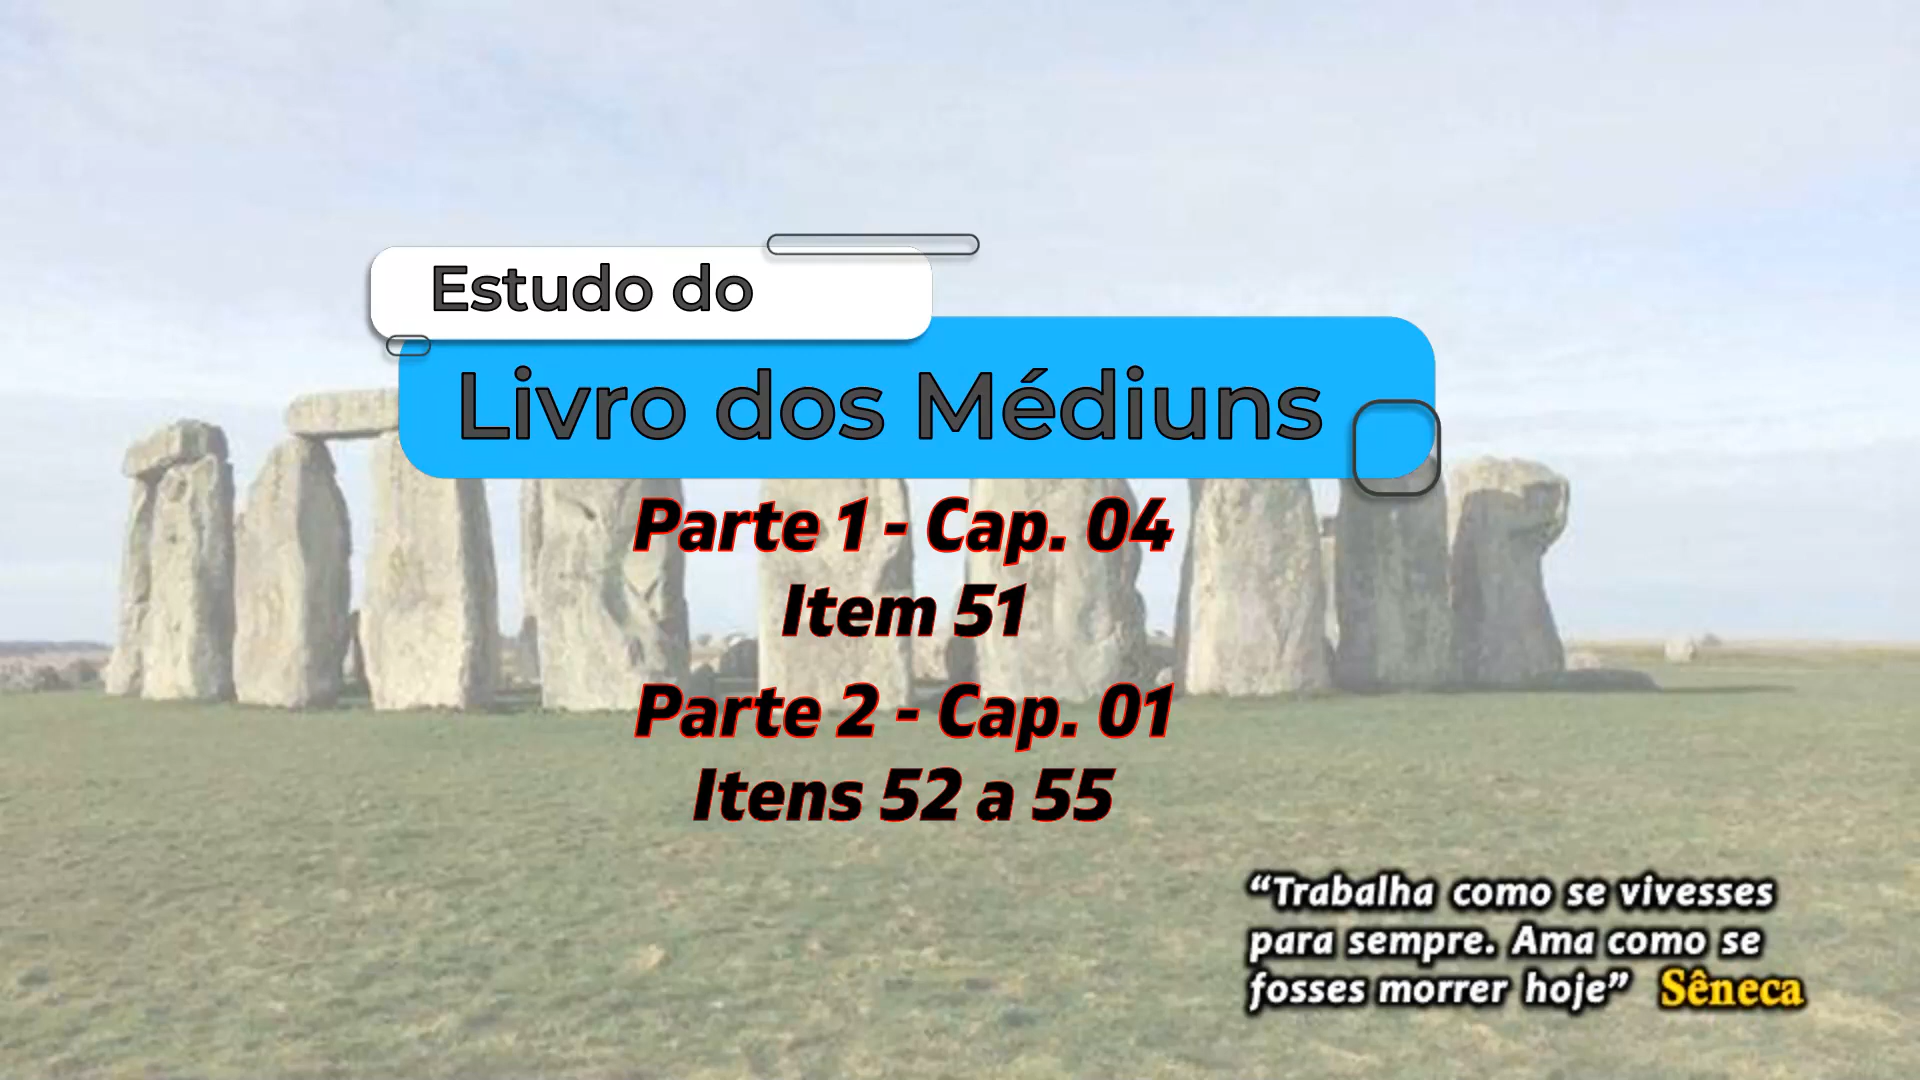 Estudo do
Livro dos Médiuns
Parte 1 - Cap. 04
Item 51
Parte 2 - Cap. 01
Itens 52 a 55
“Trabalha como se vivesses
para sempre. Ama como se
fosses morrer hoje” Sêneca